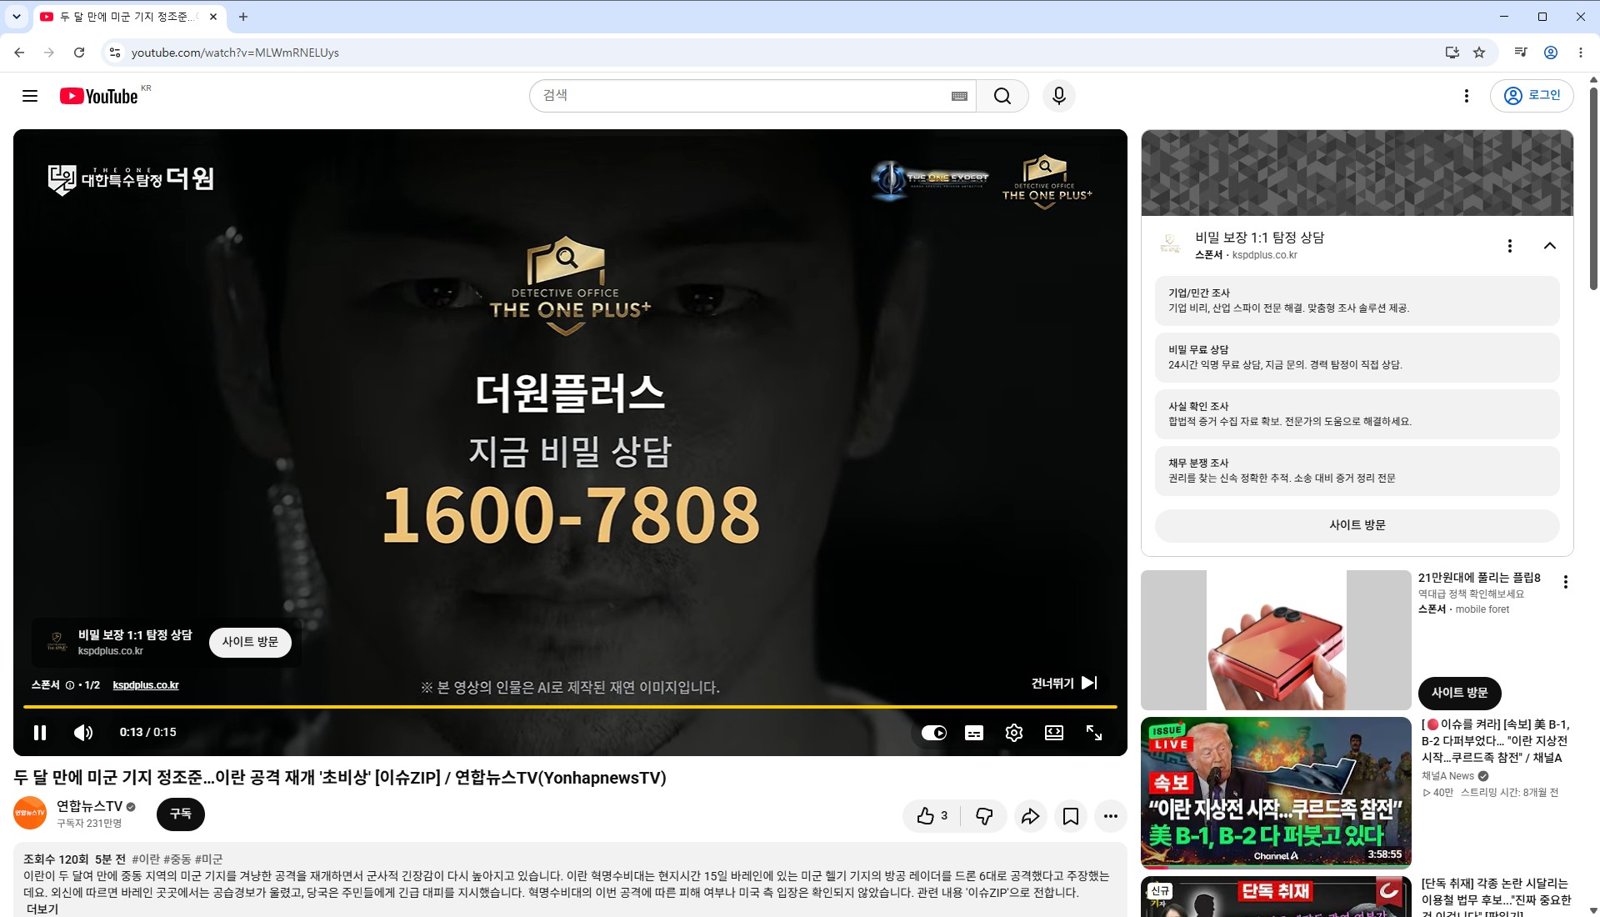 두 달 만에 미군 기지 정조준...
youtube.com/watch?v=MLWmRNELUys
YouTube KR
검색
로그인
THE ONE
대한특수탐정 더원
THE ONE EXPERT
DETECTIVE OFFICE
THE ONE PLUS+
DETECTIVE OFFICE
THE ONE PLUS+
더원플러스
지금 비밀 상담
1600-7808
비밀 보장 1:1 탐정 상담
kspdplus.co.kr
사이트 방문
스폰서 · 1/2 kspdplus.co.kr
※ 본 영상의 인물은 AI로 제작된 재연 이미지입니다.
건너뛰기
0:13 / 0:15
두 달 만에 미군 기지 정조준…이란 공격 재개 '초비상' [이슈ZIP] / 연합뉴스TV(YonhapnewsTV)
연합뉴스TV
연합뉴스TV
구독자 231만명
구독
3
조회수 120회 5분 전 #이란 #중동 #미군
이란이 두 달여 만에 중동 지역의 미군 기지를 겨냥한 공격을 재개하면서 군사적 긴장감이 다시 높아지고 있습니다. 이란 혁명수비대는 현지시간 15일 바레인에 있는 미군 헬기 기지의 방공 레이더를 드론 6대로 공격했다고 주장했는
데요. 외신에 따르면 바레인 곳곳에서는 공습경보가 울렸고, 당국은 주민들에게 긴급 대피를 지시했습니다. 혁명수비대의 이번 공격에 따른 피해 여부나 미국 측 입장은 확인되지 않았습니다. 관련 내용 '이슈ZIP'으로 전합니다.
더보기
비밀 보장 1:1 탐정 상담
스폰서 · kspdplus.co.kr
기업/민간 조사
기업 비리, 산업 스파이 전문 해결. 맞춤형 조사 솔루션 제공.
비밀 무료 상담
24시간 익명 무료 상담, 지금 문의. 경력 탐정이 직접 상담.
사실 확인 조사
합법적 증거 수집 자료 확보. 전문가의 도움으로 해결하세요.
채무 분쟁 조사
권리를 찾는 신속 정확한 추적. 소송 대비 증거 정리 전문
사이트 방문
21만원대에 풀리는 플립8
역대급 정책 확인해보세요
스폰서 · mobile foret
사이트 방문
ISSUE
LIVE
속보
“이란 지상전 시작...쿠르드족 참전”
美 B-1, B-2 다 퍼붓고 있다
Channel A
3:58:55
[🔴이슈를 켜라] [속보] 美 B-1,
B-2 다퍼부었다... "이란 지상전
시작...쿠르드족 참전" / 채널A
채널A News
40만 스트리밍 시간: 8개월 전
신규
기자
단독 취재
[단독 취재] 각종 논란 시달리는
이용철 법무 후보..."진짜 중요한